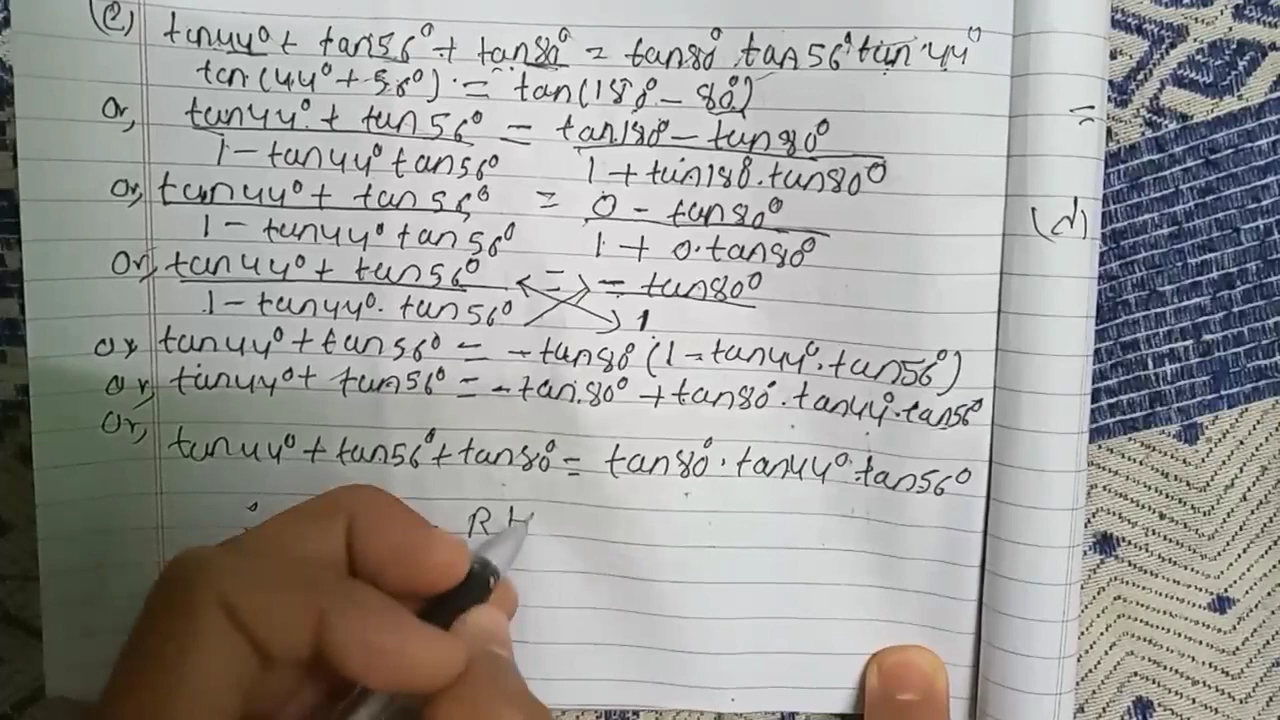 (e) tan44° + tan56° + tan80° = tan80° tan56° tan44°
tan(44° + 56°) = tan(180° - 80°)
Or, tan44° + tan56° / 1 - tan44° tan56° = tan180° - tan80° / 1 + tan180°.tan80°
Or, tan44° + tan56° / 1 - tan44° tan56° = 0 - tan80° / 1 + 0.tan80°
Or, tan44° + tan56° / 1 - tan44°. tan56° = - tan80° / 1
or, tan44° + tan56° = - tan80 (1 - tan44°. tan56°)
or, tan44° + tan56° = - tan.80° + tan80°. tan44°. tan56°
Or, tan44° + tan56° + tan80° = tan80°. tan44°. tan56°
R H
=
(d)